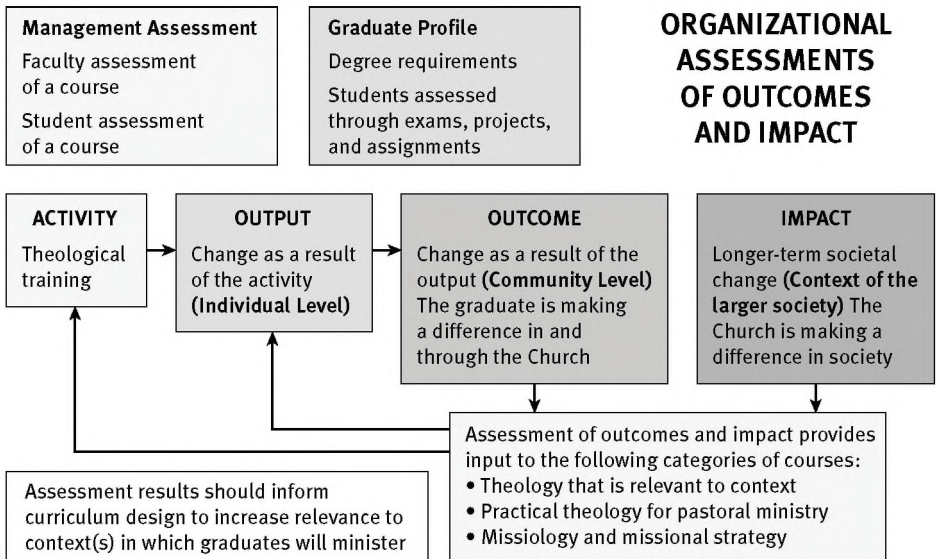 Management Assessment
Faculty assessment
of a course
Student assessment
of a course
Graduate Profile
Degree requirements
Students assessed
through exams, projects,
and assignments
ORGANIZATIONAL
ASSESSMENTS
OF OUTCOMES
AND IMPACT
ACTIVITY
Theological
training
OUTPUT
Change as a result
of the activity
(Individual Level)
OUTCOME
Change as a result of the
output (Community Level)
The graduate is making
a difference in and
through the Church
IMPACT
Longer-term societal
change (Context of the
larger society) The
Church is making a
difference in society
Assessment results should inform
curriculum design to increase relevance to
context(s) in which graduates will minister
Assessment of outcomes and impact provides
input to the following categories of courses:
• Theology that is relevant to context
• Practical theology for pastoral ministry
• Missiology and missional strategy